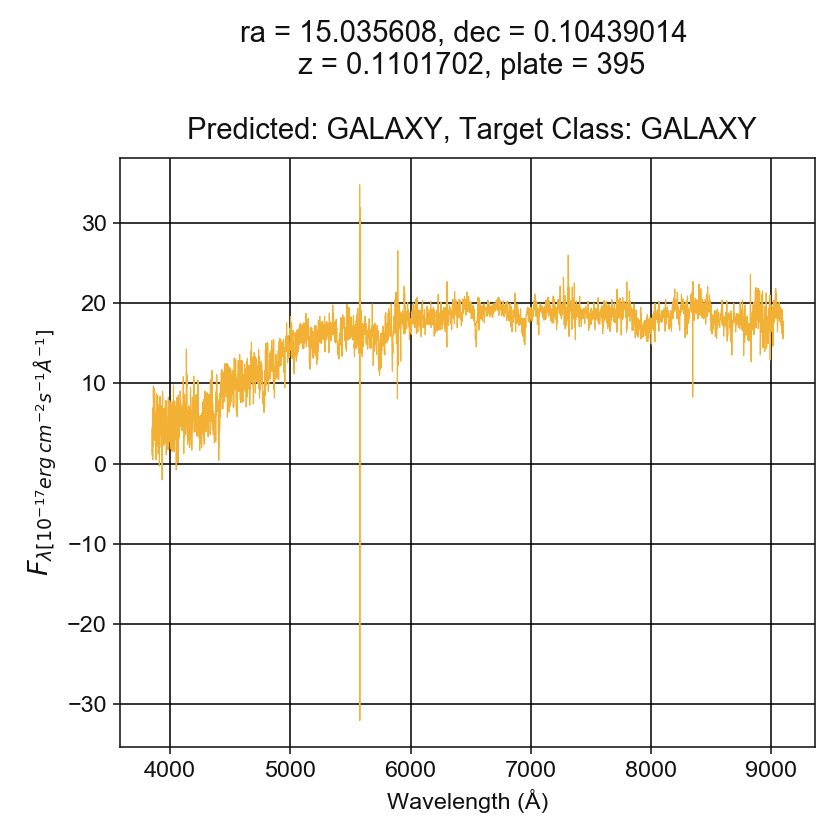 ra = 15.035608, dec = 0.10439014
z = 0.1101702, plate = 395
Predicted: GALAXY, Target Class: GALAXY
30
20
10
0
−10
−20
−30
F_{λ[10^{−17}erg cm^{−2}s^{−1}Å^{−1}]}
4000 5000 6000 7000 8000 9000
Wavelength (Å)